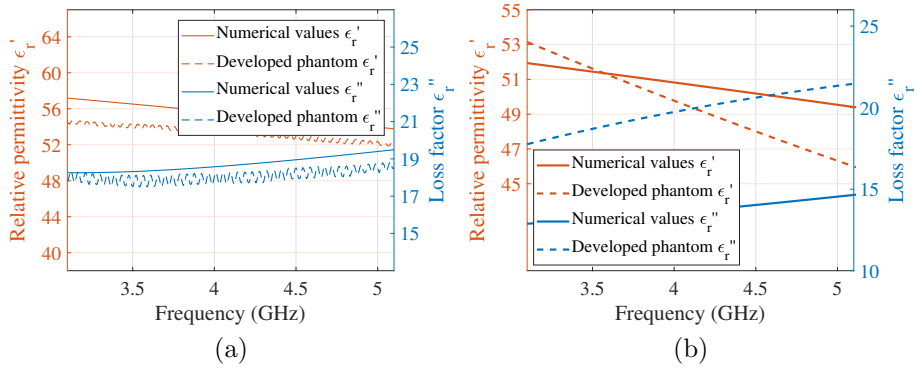 Relative permittivity ϵr'
64
60
56
52
48
44
40
Numerical values ϵr'
Developed phantom ϵr'
Numerical values ϵr''
Developed phantom ϵr''
25
23
21
19
17
15
Loss factor ϵr''
3.5 4 4.5 5
Frequency (GHz)
(a)
Relative permittivity ϵr'
55
53
51
49
46
45
Numerical values ϵr'
Developed phantom ϵr'
Numerical values ϵr''
Developed phantom ϵr''
25
20
15
10
Loss factor ϵr''
3.5 4 4.5 5
Frequency (GHz)
(b)